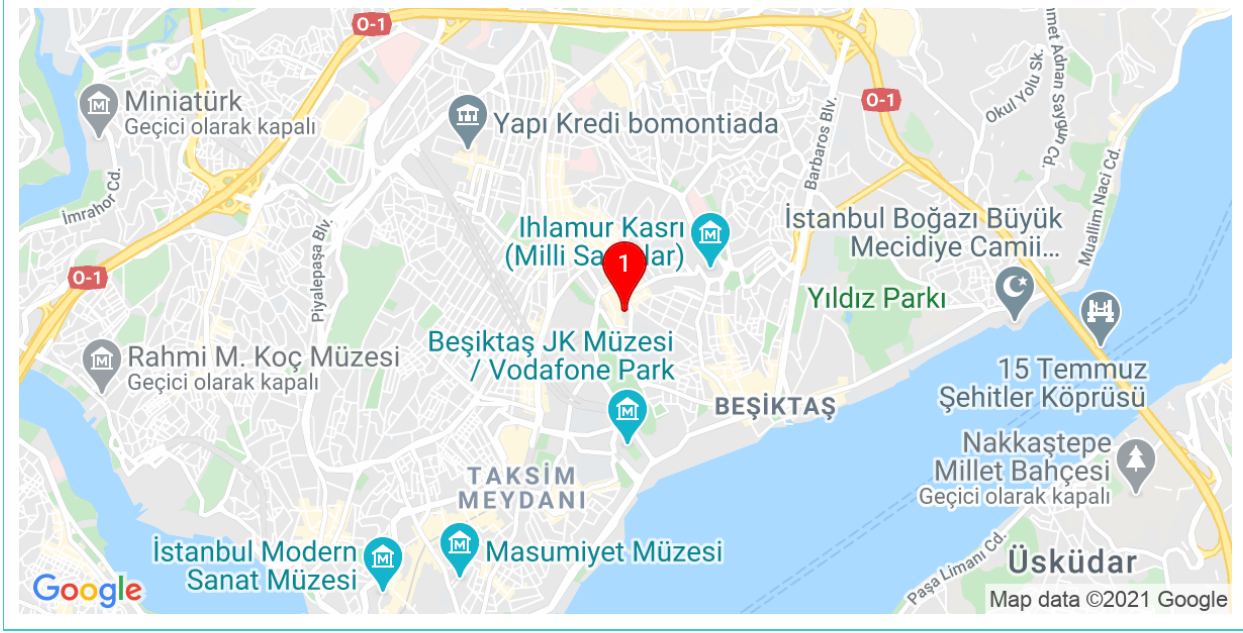 O-1
Miniatürk
Geçici olarak kapalı
Yapı Kredi bomontiada
O-1
Okul Yolu Sk.
met Adnan Saygun Cd.
Barbaros Blv.
Muallim Naci Cd.
İmrahor Cd.
Piyalepaşa Blv.
Ihlamur Kasrı
(Milli Sa lar)
1
İstanbul Boğazı Büyük
Mecidiye Camii...
O-1
Yıldız Parkı
Rahmi M. Koç Müzesi
Geçici olarak kapalı
Beşiktaş JK Müzesi
/ Vodafone Park
15 Temmuz
Şehitler Köprüsü
BEŞİKTAŞ
Nakkaştepe
Millet Bahçesi
Geçici olarak kapalı
TAKSİM
MEYDANI
İstanbul Modern
Sanat Müzesi
Masumiyet Müzesi
Paşa Limanı Cd.
Üsküdar
Google
Map data ©2021 Google